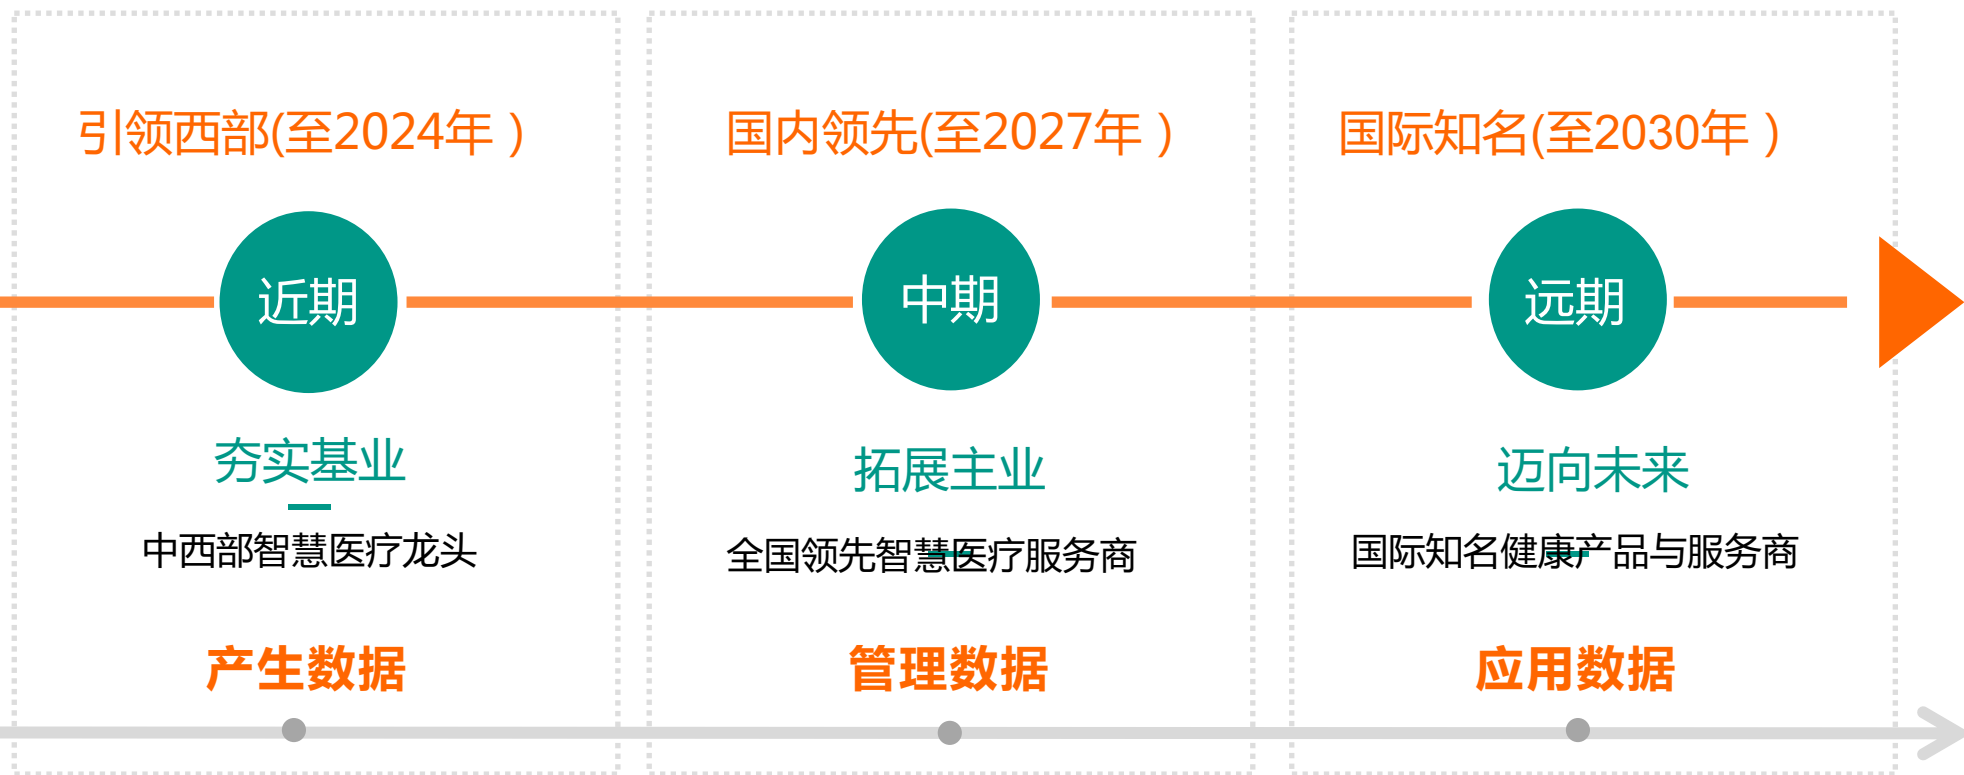 引领西部(至2024年）
近期
夯实基业
中西部智慧医疗龙头
产生数据
国内领先(至2027年）
中期
拓展主业
全国领先智慧医疗服务商
管理数据
国际知名(至2030年）
远期
迈向未来
国际知名健康产品与服务商
应用数据